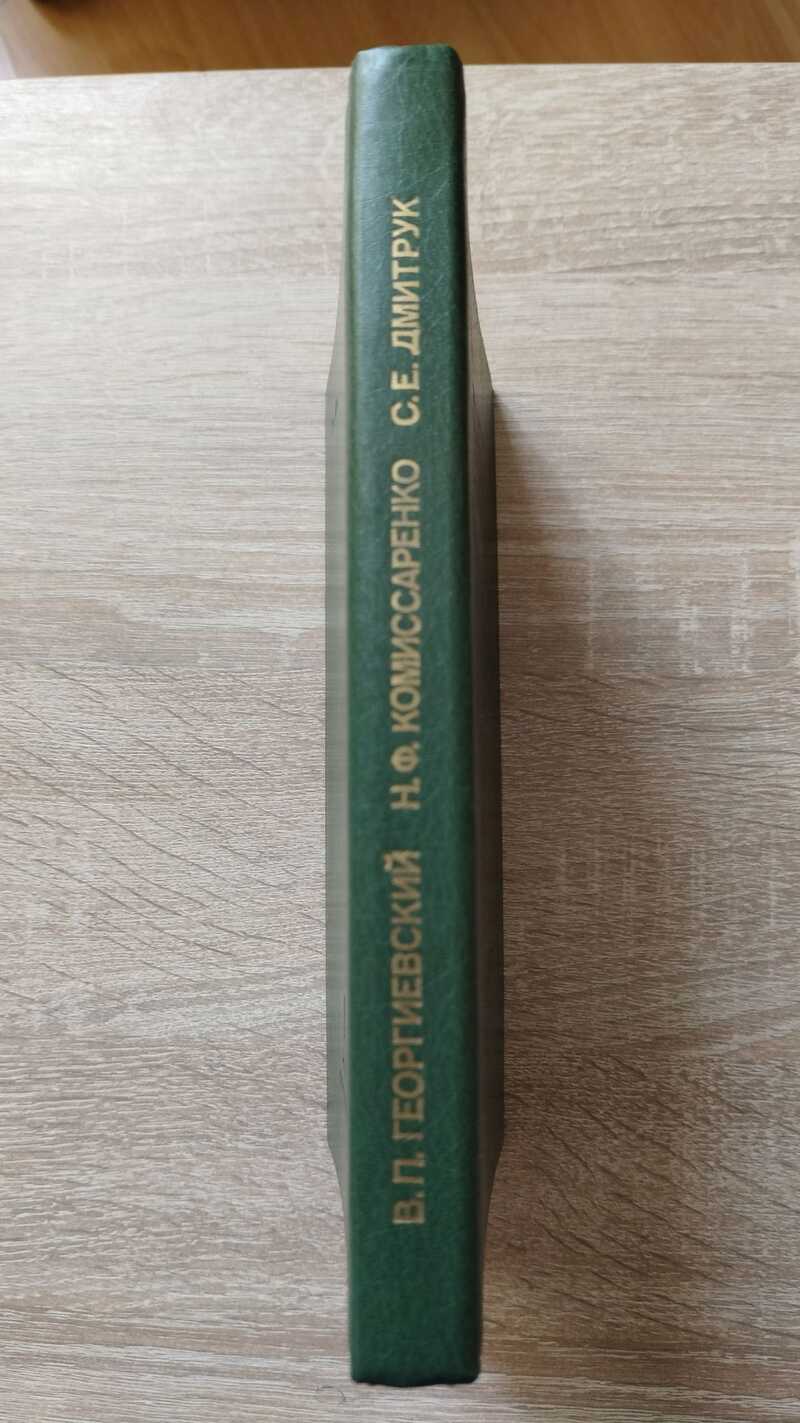 В. П. ГЕОРГИЕВСКИЙ Н. Ф. КОМИССАРЕНКО С. Е. ДМИТРУК